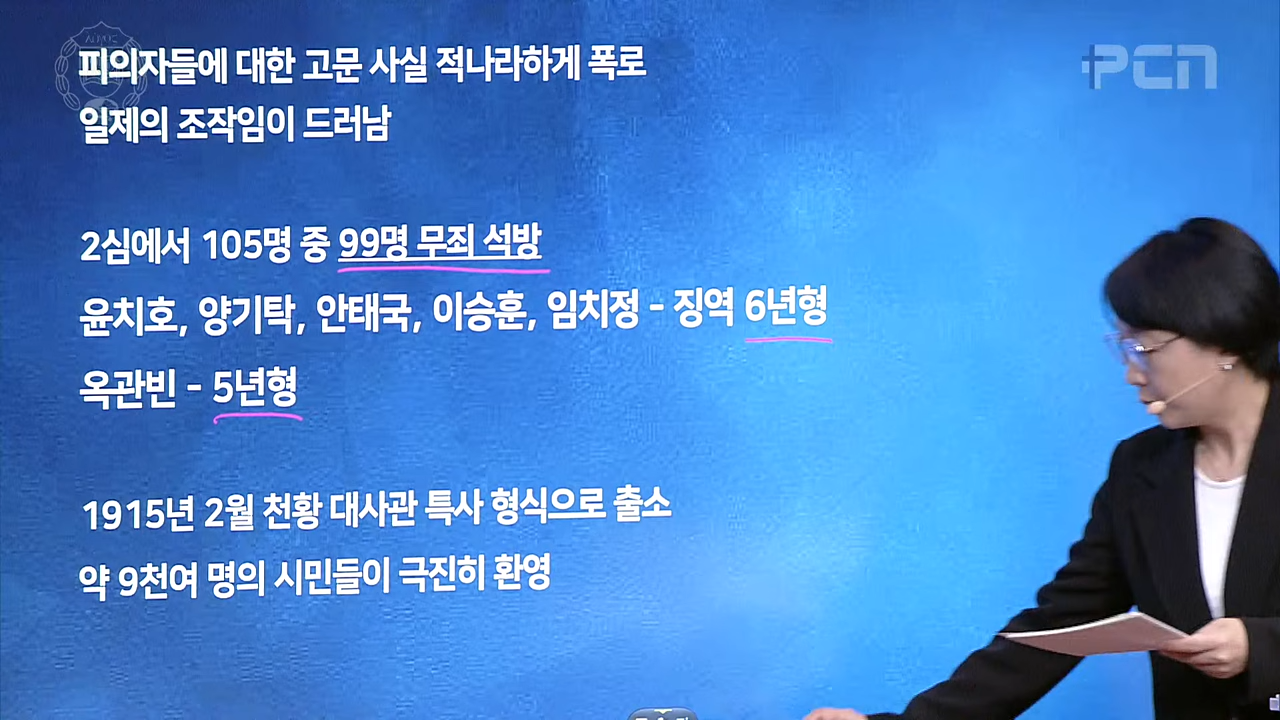 피의자들에 대한 고문 사실 적나라하게 폭로
PCN
일제의 조작임이 드러남
2심에서 105명 중 99명 무죄 석방
윤치호, 양기탁, 안태국, 이승훈, 임치정 - 징역 6년형
옥관빈 - 5년형
1915년 2월 천황 대사관 특사 형식으로 출소
약 9천여 명의 시민들이 극진히 환영